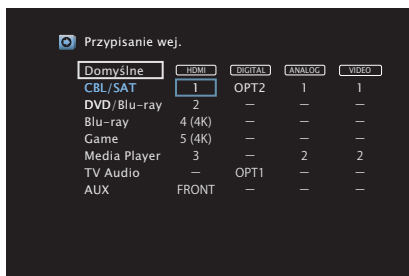 Przypisanie wej.
Domyślne HDMI DIGITAL ANALOG VIDEO
CBL/SAT 1 OPT2 1 1
DVD/Blu-ray 2 — — —
Blu-ray 4 (4K) — — —
Game 5 (4K) — — —
Media Player 3 — 2 2
TV Audio — OPT1 — —
AUX FRONT — — —